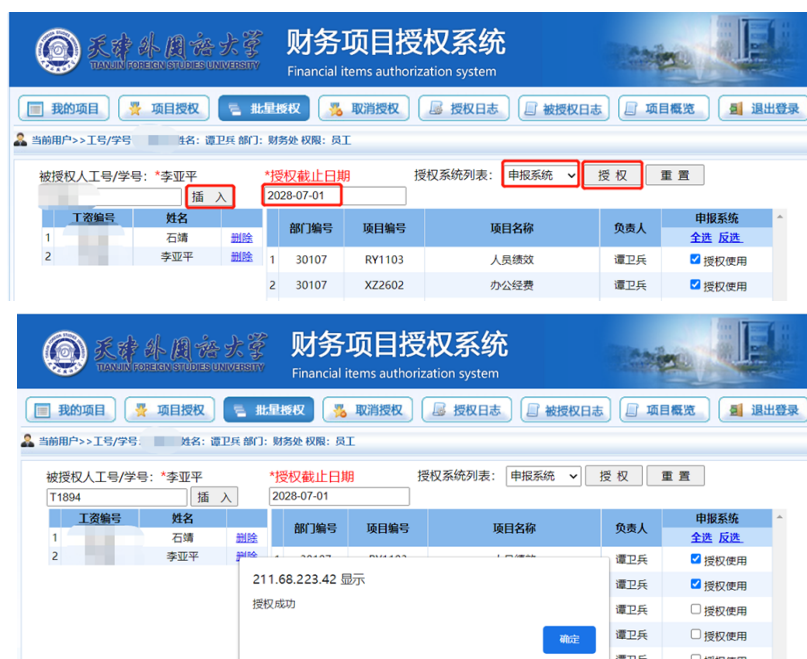 天津外国语大学 财务项目授权系统
TIANJIN FOREIGN STUDIES UNIVERSITY Financial items authorization system
我的项目 项目授权 批量授权 取消授权 授权日志 被授权日志 项目概览 退出登录
当前用户>>工号/学号 姓名：谭卫兵 部门：财务处 权限：员工
被授权人工号/学号：*李亚平 *授权截止日期 授权系统列表： 申报系统 授 权 重 置
插 入 2028-07-01
工资编号 姓名 部门编号 项目编号 项目名称 负责人 申报系统
全选 反选
1 石婧 删除
2 李亚平 删除
1 30107 RY1103 人员绩效 谭卫兵 授权使用
2 30107 XZ2602 办公经费 谭卫兵 授权使用
天津外国语大学 财务项目授权系统
TIANJIN FOREIGN STUDIES UNIVERSITY Financial items authorization system
我的项目 项目授权 批量授权 取消授权 授权日志 被授权日志 项目概览 退出登录
当前用户>>工号/学号: 姓名：谭卫兵 部门：财务处 权限：员工
被授权人工号/学号：*李亚平 *授权截止日期 授权系统列表： 申报系统 授 权 重 置
T1894 插 入 2028-07-01
工资编号 姓名 部门编号 项目编号 项目名称 负责人 申报系统
全选 反选
1 石婧 删除
2 李亚平 删除
谭卫兵 授权使用
211.68.223.42 显示
授权成功
确定
谭卫兵 授权使用
谭卫兵 授权使用
谭卫兵 授权使用